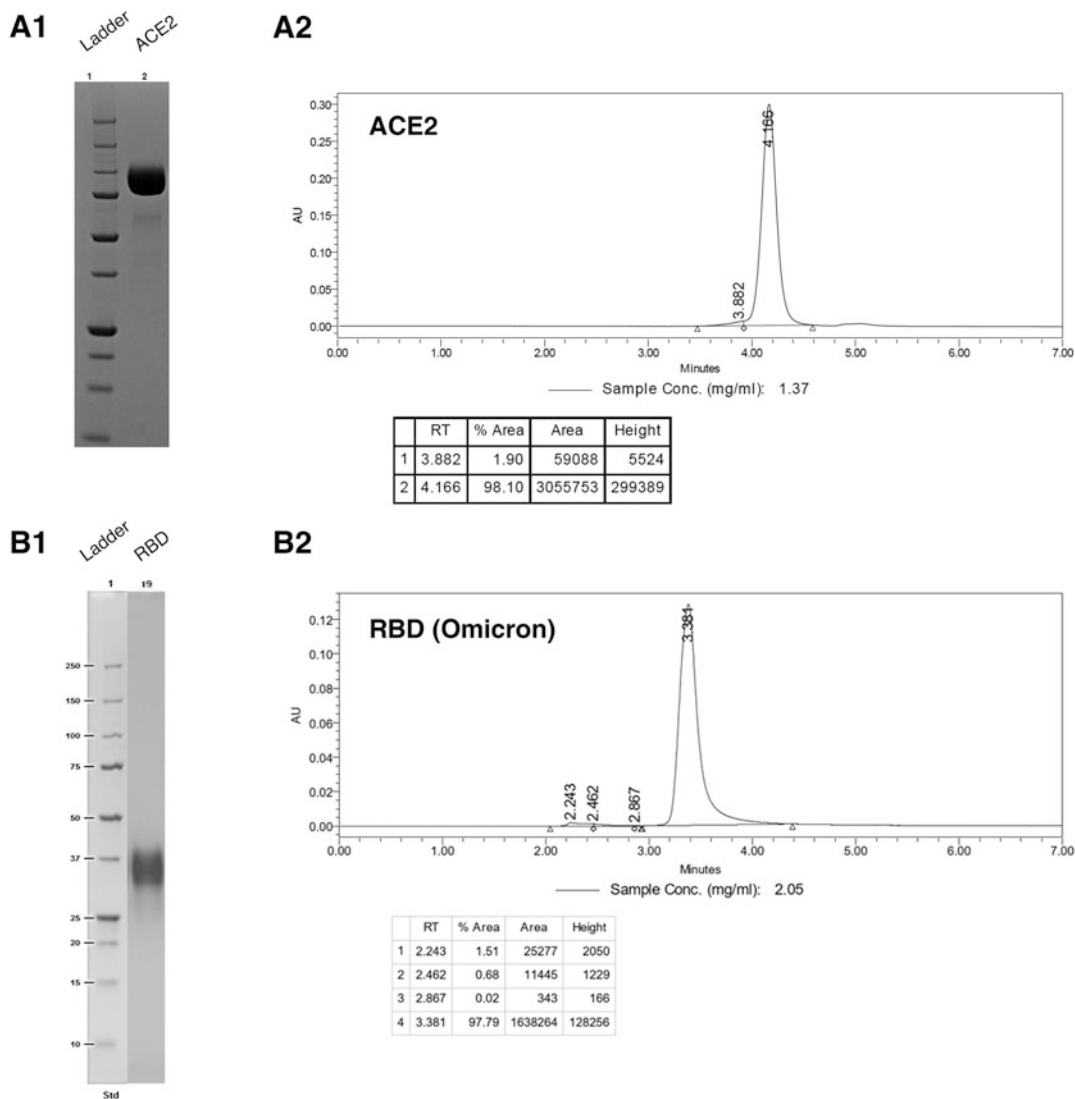 A1
Ladder
ACE2
1 2
A2
ACE2
AU
0.30
0.25
0.20
0.15
0.10
0.05
0.00
3.882
4.166
0.00 2.00 3.00 4.00 5.00 6.00 7.00
Minutes
Sample Conc. (mg/ml): 1.37
RT % Area Area Height
1 3.882 1.90 59088 5524
2 4.166 98.10 3055753 299389
B1
Ladder
RBD
1 19
250
150
100
75
50
37
25
20
15
10
Std
B2
RBD (Omicron)
AU
0.12
0.10
0.08
0.06
0.04
0.02
0.00
2.243
2.462
2.867
3.381
0.00 2.00 3.00 4.00 5.00 6.00 7.00
Minutes
Sample Conc. (mg/ml): 2.05
RT % Area Area Height
1 2.243 1.51 25277 2050
2 2.462 0.68 11445 1229
3 2.867 0.02 343 166
4 3.381 97.79 1638264 128256